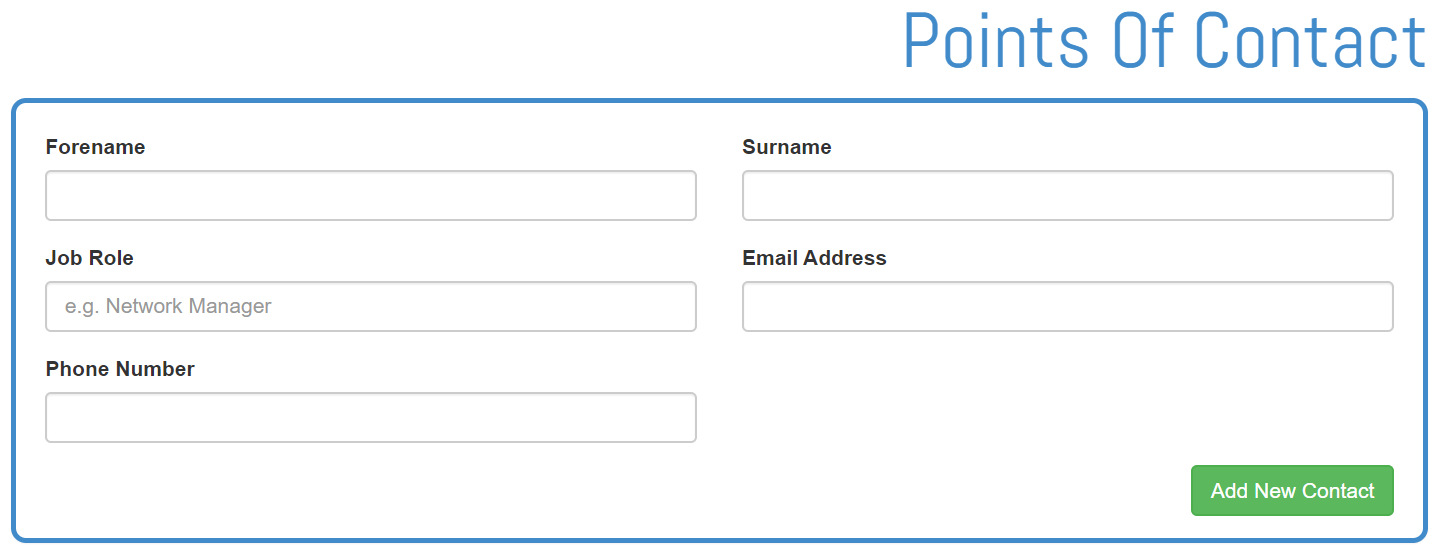 Points Of Contact
Forename
Surname
Job Role
Email Address
e.g. Network Manager
Phone Number
Add New Contact